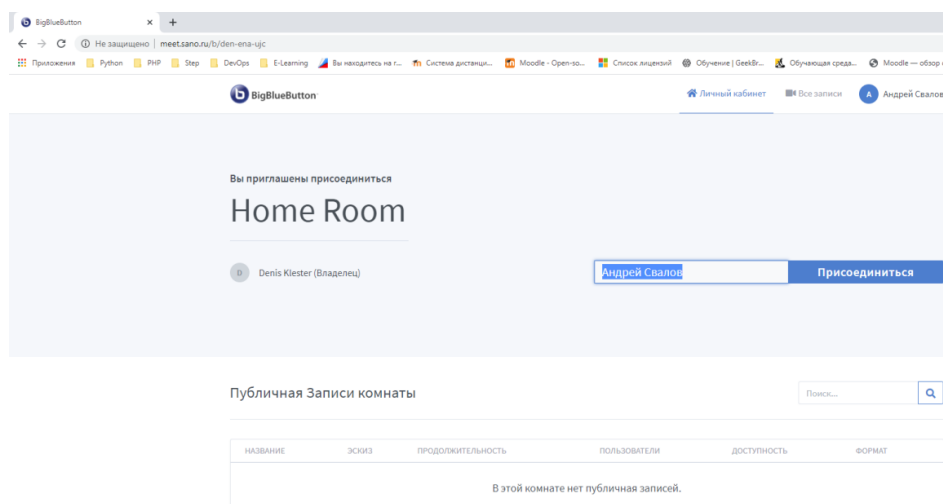 BigBlueButton
Не защищено | meet.sano.ru/b/den-ena-ujc
Приложения Python PHP Step DevOps E-Learning Вы находитесь на г... Система дистанци... Moodle - Open-so... Список лицензий Обучение | GeekBr... Обучающая среда... Moodle — обзор
BigBlueButton Личный кабинет Все записи А Андрей Свалов
Вы приглашены присоединиться
Home Room
D Denis Klester (Владелец) Андрей Свалов Присоединиться
Публичная Записи комнаты Поиск...
НАЗВАНИЕ ЭСКИЗ ПРОДОЛЖИТЕЛЬНОСТЬ ПОЛЬЗОВАТЕЛИ ДОСТУПНОСТЬ ФОРМАТ
В этой комнате нет публичная записей.